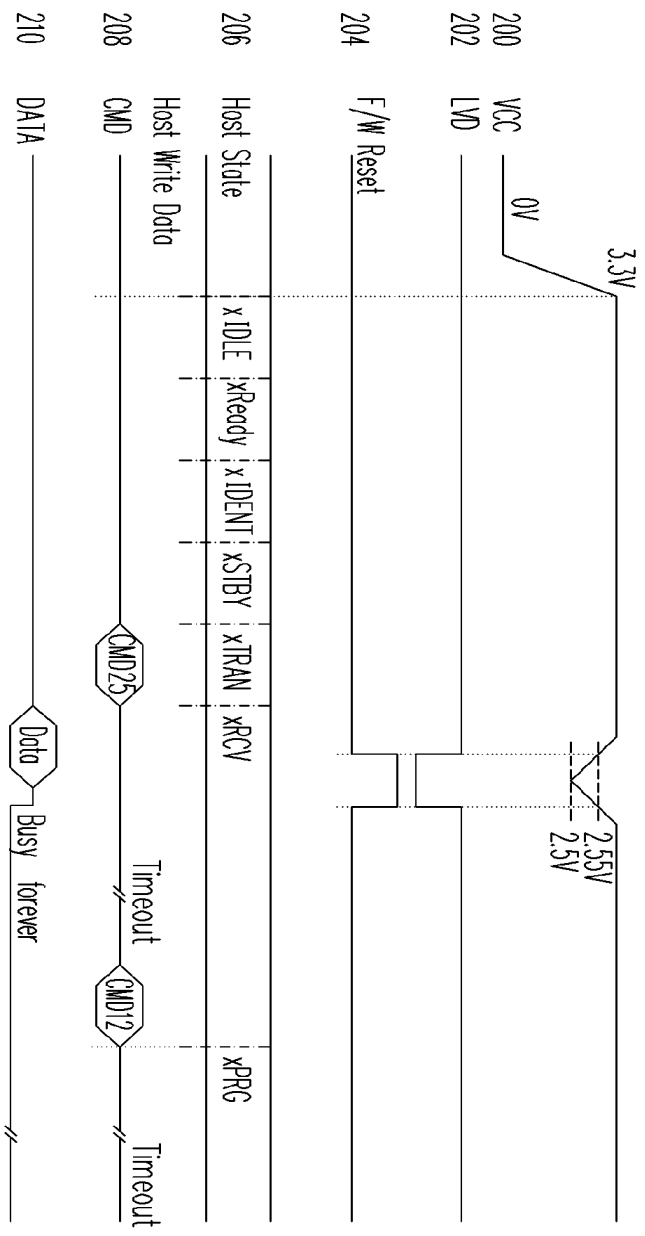 3.3V
200 VCC 0V
2.55V
2.5V
202 LVD
204 F/W Reset
206 Host State xIDLE xReady xIDENT xSTBY xTRAN xRCV xPRG
Host Write Data
208 CMD CMD25 Timeout CMD12 Timeout
210 DATA Data Busy forever